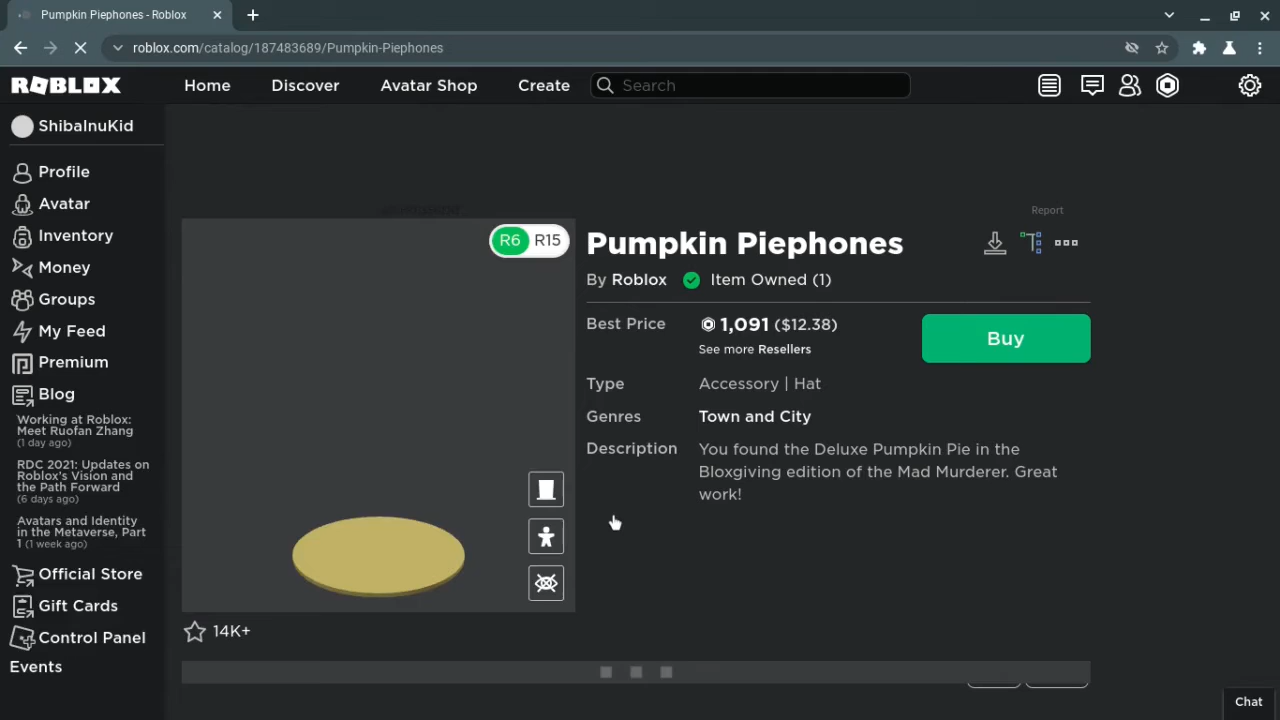 Pumpkin Piephones - Roblox
roblox.com/catalog/187483689/Pumpkin-Piephones
ROBLOX Home Discover Avatar Shop Create Search
ShibaInuKid
Profile
Avatar
Inventory
Money
Groups
My Feed
Premium
Blog
Working at Roblox:
Meet Ruofan Zhang
(1 day ago)
RDC 2021: Updates on
Roblox's Vision and
the Path Forward
(6 days ago)
Avatars and Identity
in the Metaverse, Part
1 (1 week ago)
Official Store
Gift Cards
Control Panel
Events
R6 R15
14K+
Report
Pumpkin Piephones
By Roblox Item Owned (1)
Best Price 1,091 ($12.38)
See more Resellers
Buy
Type Accessory | Hat
Genres Town and City
Description You found the Deluxe Pumpkin Pie in the
Bloxgiving edition of the Mad Murderer. Great
work!
Chat